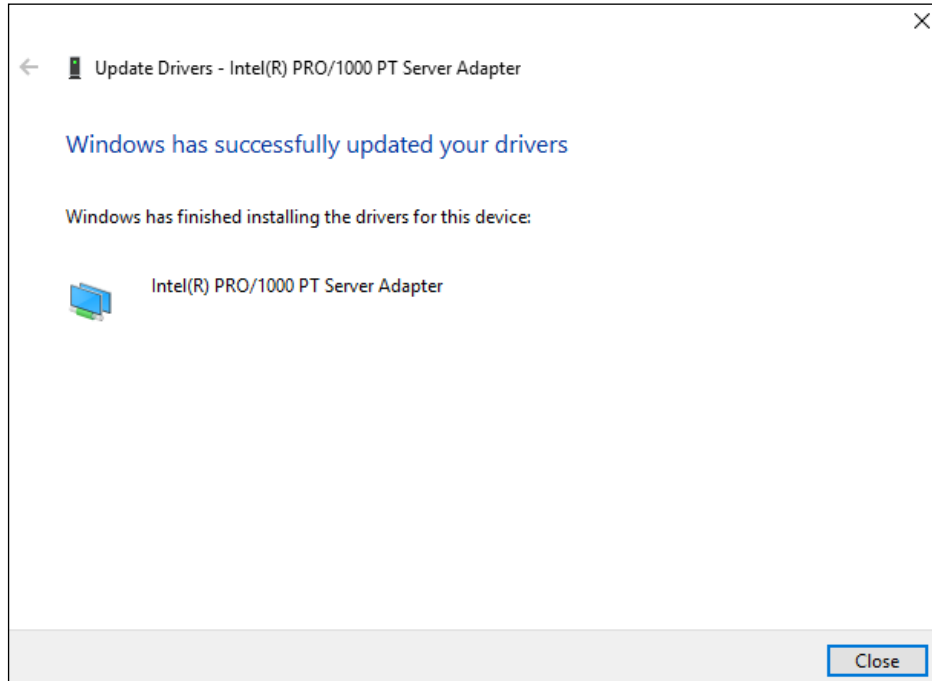 Update Drivers - Intel(R) PRO/1000 PT Server Adapter
Windows has successfully updated your drivers
Windows has finished installing the drivers for this device:
Intel(R) PRO/1000 PT Server Adapter
Close